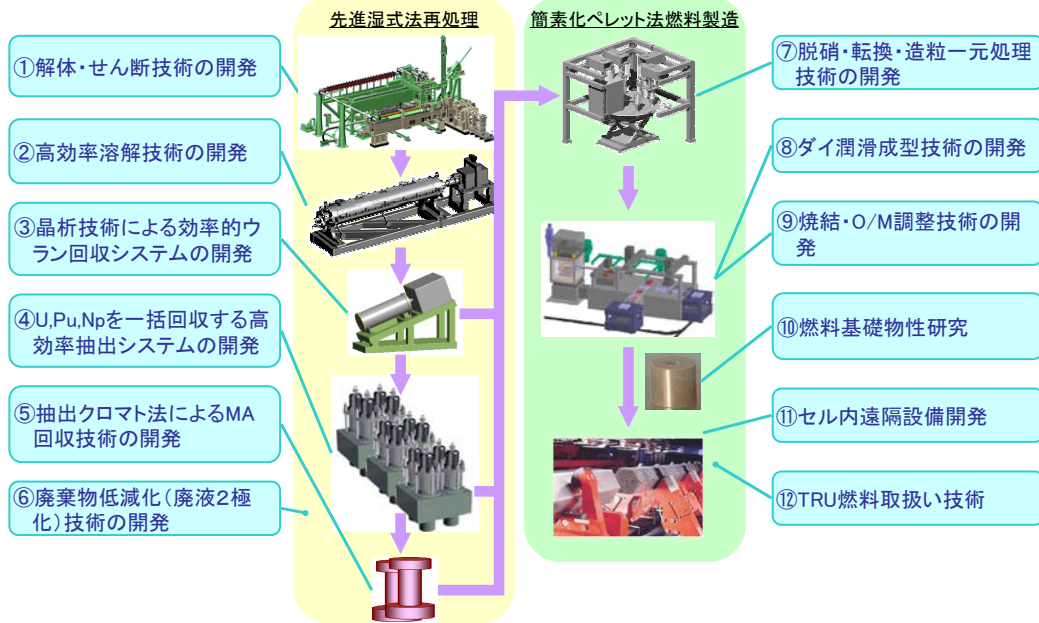 先進湿式法再処理
簡素化ペレット法燃料製造
①解体・せん断技術の開発
②高効率溶解技術の開発
③晶析技術による効率的ウ
ラン回収システムの開発
④U,Pu,Npを一括回収する高
効率抽出システムの開発
⑤抽出クロマト法によるMA
回収技術の開発
⑥廃棄物低減化(廃液2極
化)技術の開発
⑦脱硝・転換・造粒一元処理
技術の開発
⑧ダイ潤滑成型技術の開発
⑨焼結・O/M調整技術の開
発
⑩燃料基礎物性研究
⑪セル内遠隔設備開発
⑫TRU燃料取扱い技術